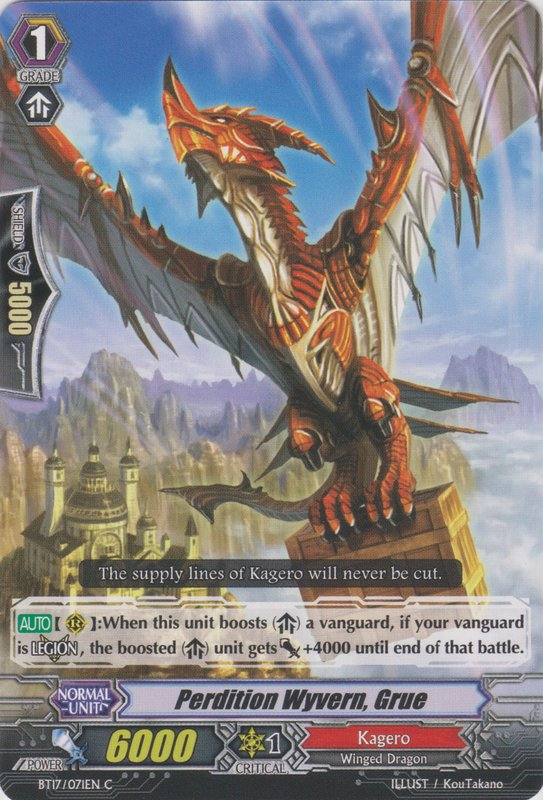 1
GRADE
SHIELD
5000
The supply lines of Kagero will never be cut.
AUTO【 R 】:When this unit boosts ( ) a vanguard, if your vanguard
is LEGION, the boosted ( ) unit gets +4000 until end of that battle.
NORMAL
UNIT
Perdition Wyvern, Grue
POWER
6000
1
CRITICAL
Kagero
Winged Dragon
BT17/071EN C
ILLUST / KouTakano